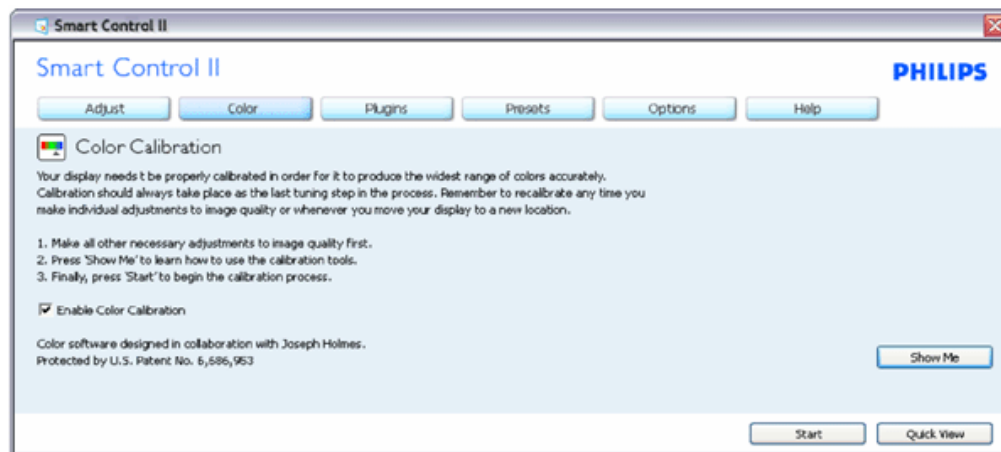 Smart Control II
Smart Control II
PHILIPS
Adjust
Color
Plugins
Presets
Options
Help
Color Calibration
Your display needs t be properly calibrated in order for it to produce the widest range of colors accurately.
Calibration should always take place as the last tuning step in the process. Remember to recalibrate any time you
make individual adjustments to image quality or whenever you move your display to a new location.
1. Make all other necessary adjustments to image quality first.
2. Press 'Show Me' to learn how to use the calibration tools.
3. Finally, press 'Start' to begin the calibration process.
Enable Color Calibration
Color software designed in collaboration with Joseph Holmes.
Protected by U.S. Patent No. 6,686,953
Show Me
Start
Quick View